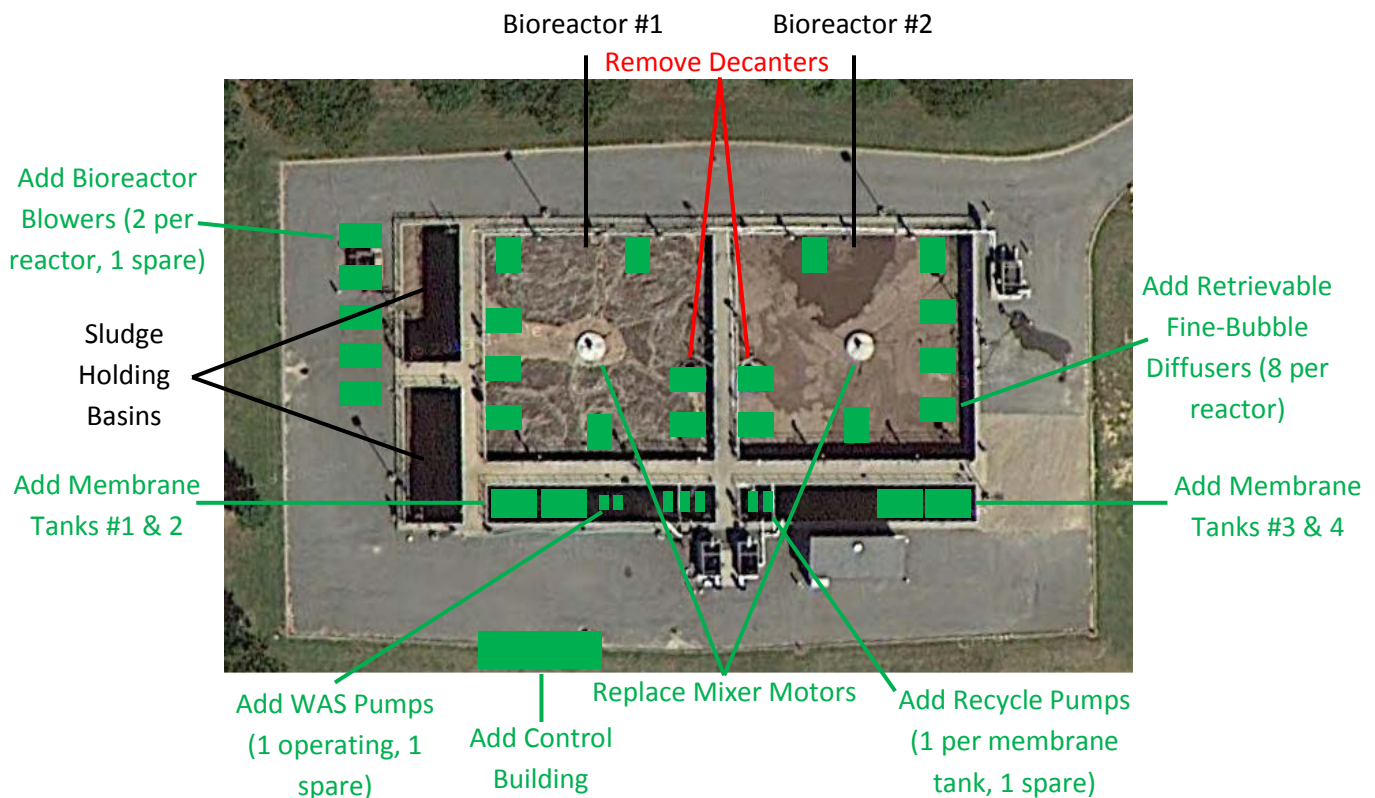 Bioreactor #1
Bioreactor #2
Remove Decanters
Add Bioreactor
Blowers (2 per
reactor, 1 spare)
Sludge
Holding
Basins
Add Retrievable
Fine-Bubble
Diffusers (8 per
reactor)
Add Membrane
Tanks #1 & 2
Add Membrane
Tanks #3 & 4
Add WAS Pumps
(1 operating, 1
spare)
Add Control
Building
Replace Mixer Motors
Add Recycle Pumps
(1 per membrane
tank, 1 spare)